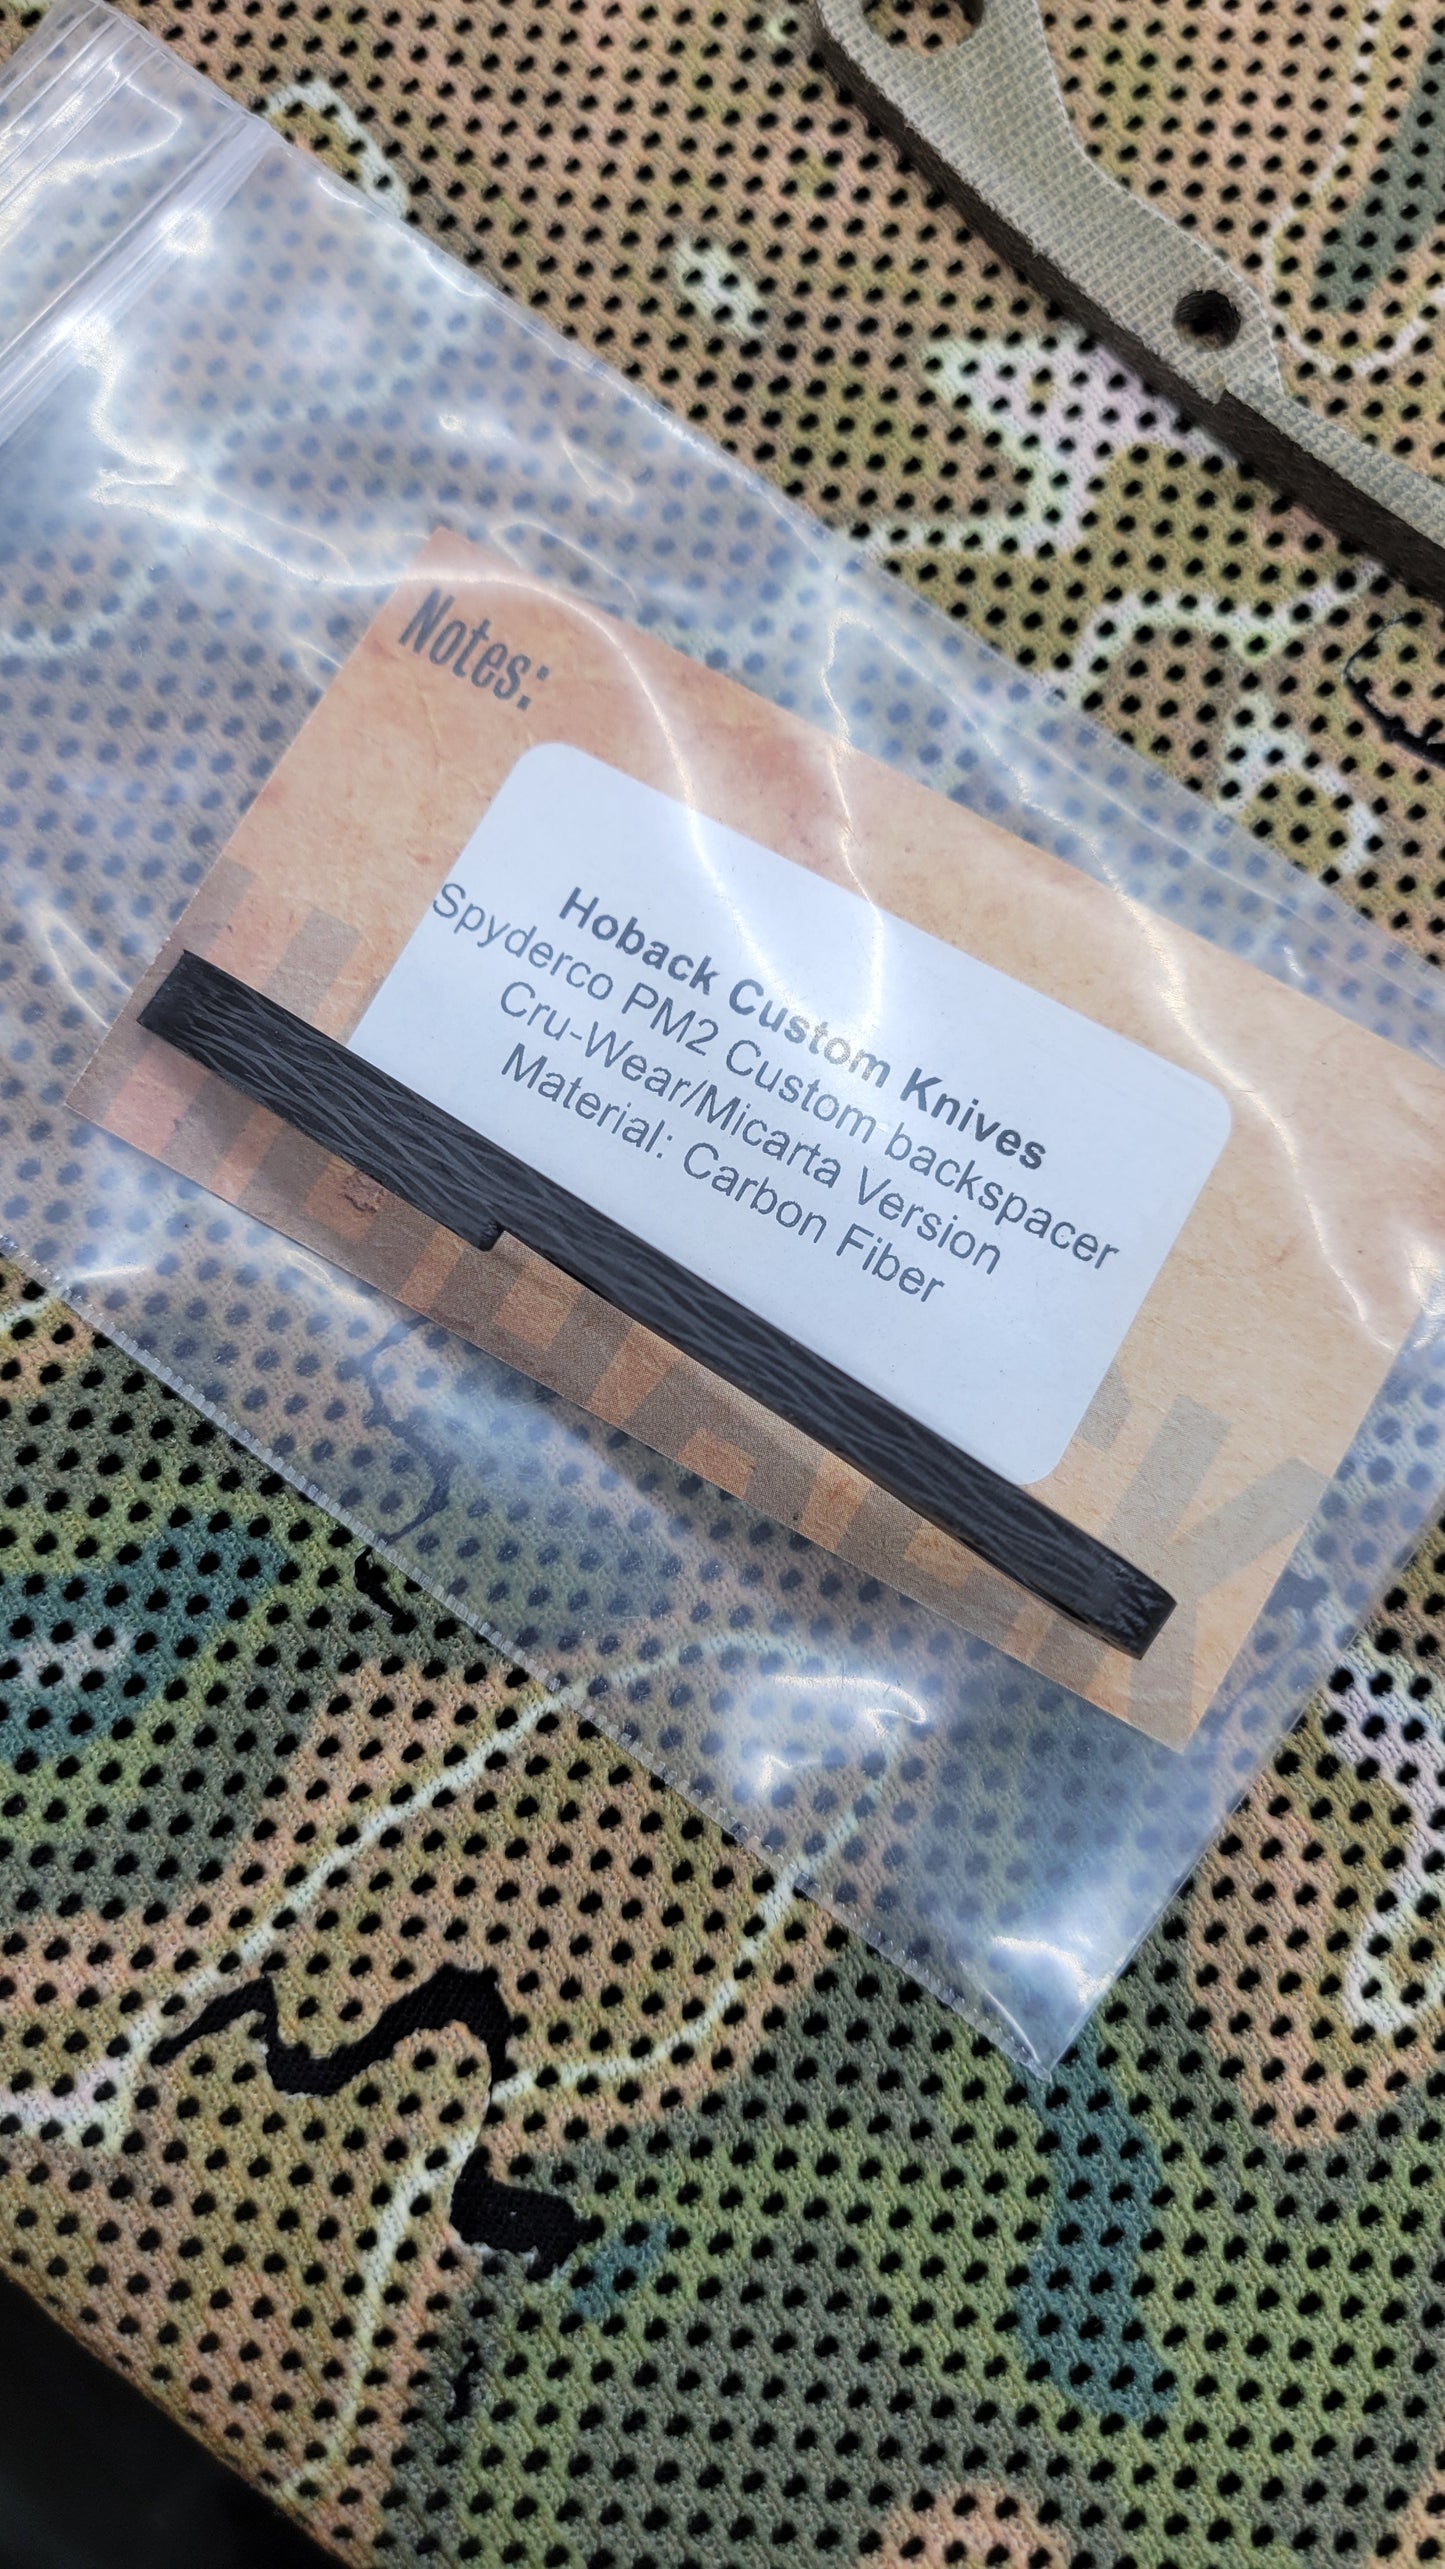 Notes:
Hoback Custom Knives
Spyderco PM2 Custom backspacer
Cru-Wear/Micarta Version
Material: Carbon Fiber